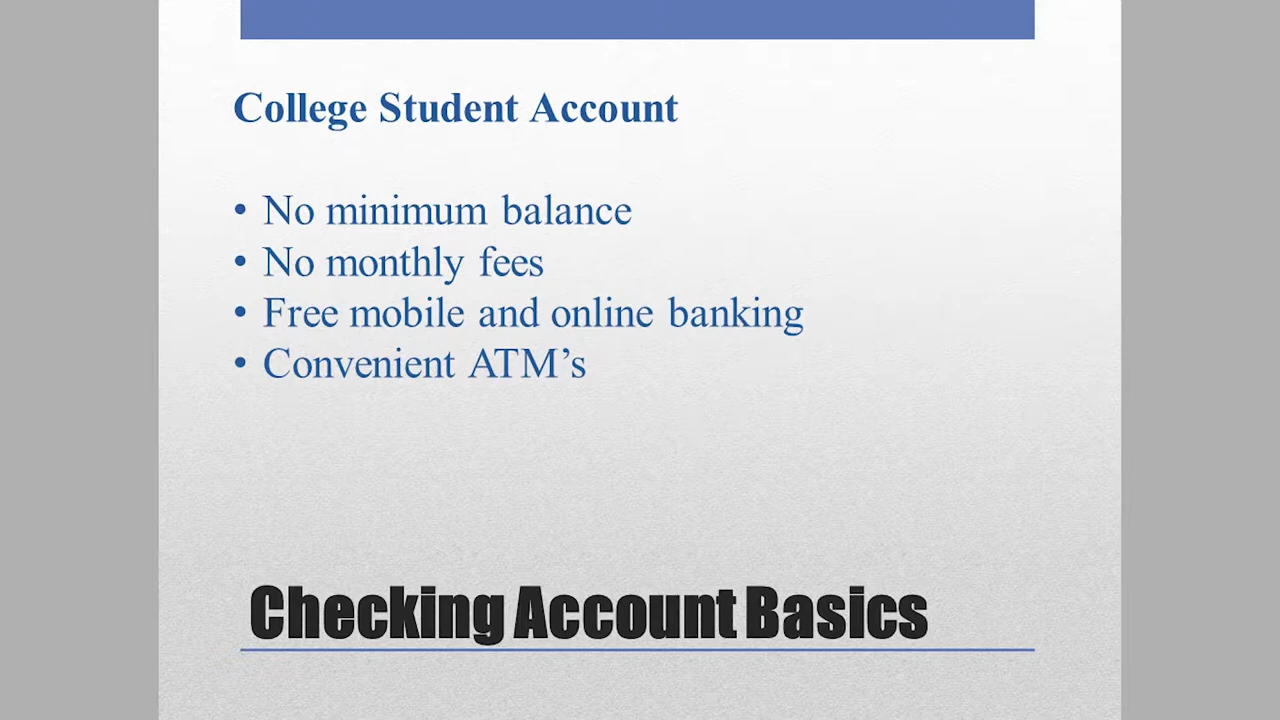 College Student Account
• No minimum balance
• No monthly fees
• Free mobile and online banking
• Convenient ATM’s
Checking Account Basics